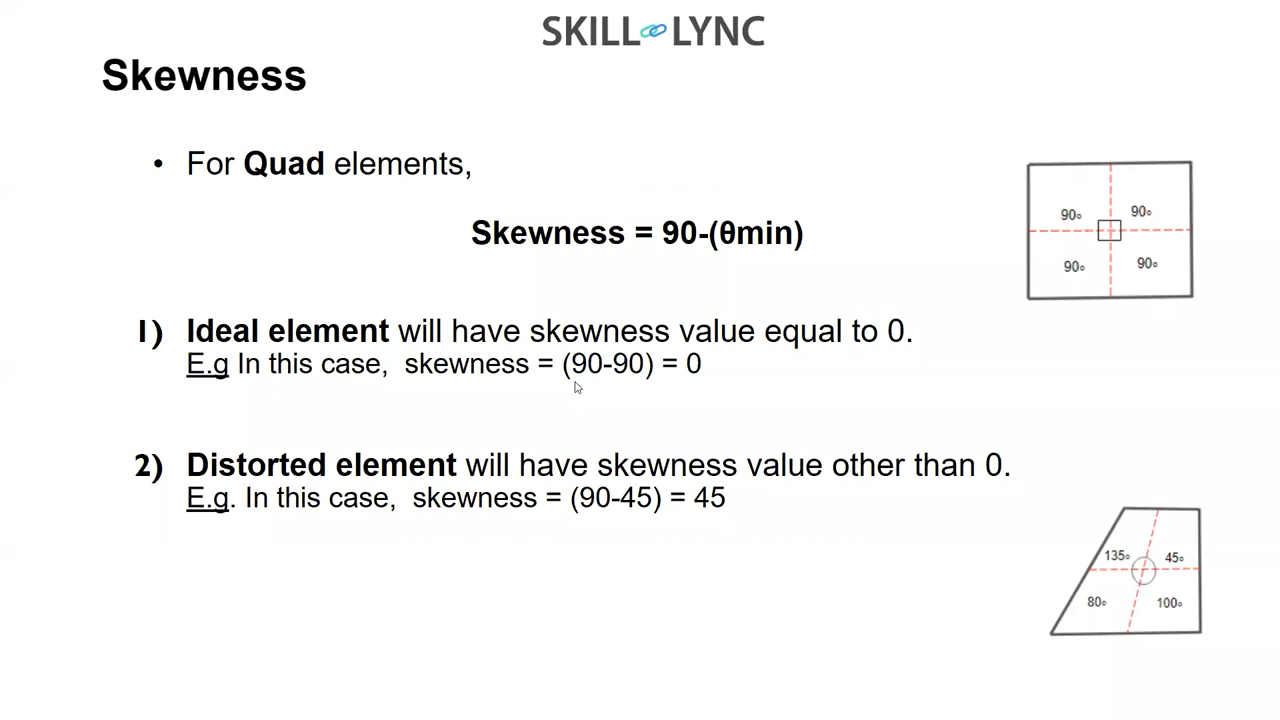 SKILL LYNC
Skewness
• For Quad elements,
Skewness = 90-(θmin)
1) Ideal element will have skewness value equal to 0.
E.g In this case, skewness = (90-90) = 0
2) Distorted element will have skewness value other than 0.
E.g. In this case, skewness = (90-45) = 45
90° 90°
90° 90°
135° 45°
80° 100°